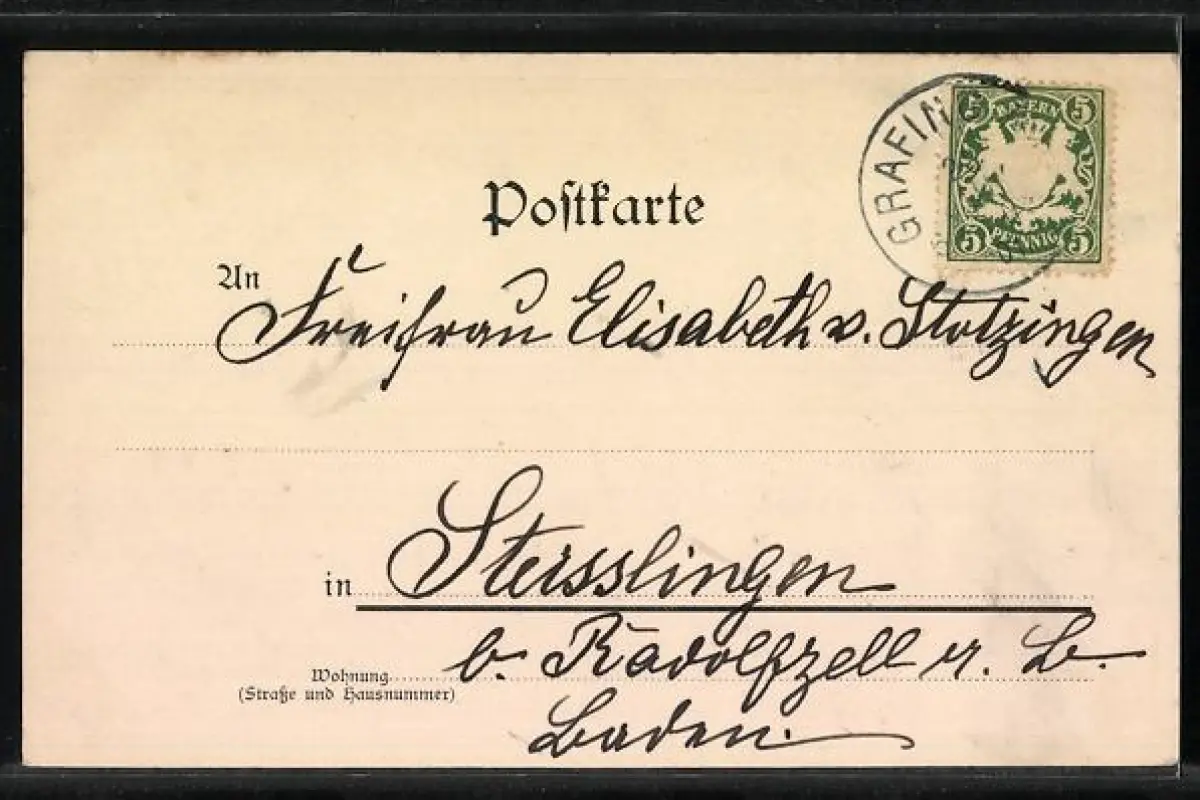 GRAFIN
5 BAYERN 5
5 PFENNIG 5
Postkarte
An Freifrau Elisabeth v. Stotzingen
in Steisslingen
b. Radolfzell a. B.
Wohnung
(Straße und Hausnummer)
Baden.